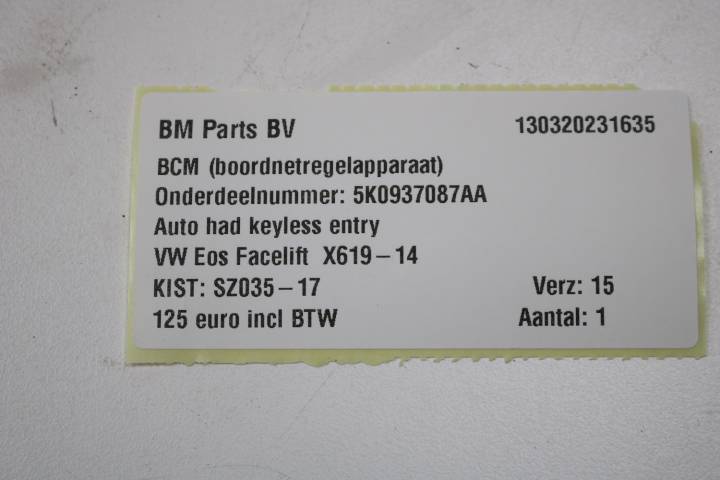 BM Parts BV 130320231635
BCM (boordnetregelapparaat)
Onderdeelnummer: 5K0937087AA
Auto had keyless entry
VW Eos Facelift X619-14
KIST: SZ035-17 Verz: 15
125 euro incl BTW Aantal: 1